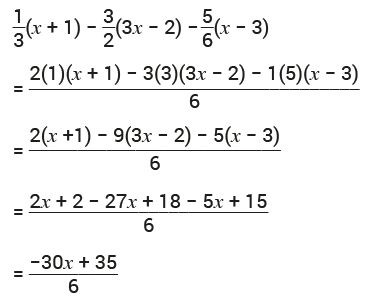 1/3(x + 1) − 3/2(3x − 2) − 5/6(x − 3)
= 2(1)(x + 1) − 3(3)(3x − 2) − 1(5)(x − 3) / 6
= 2(x +1) − 9(3x − 2) − 5(x − 3) / 6
= 2x + 2 − 27x + 18 − 5x + 15 / 6
= −30x + 35 / 6